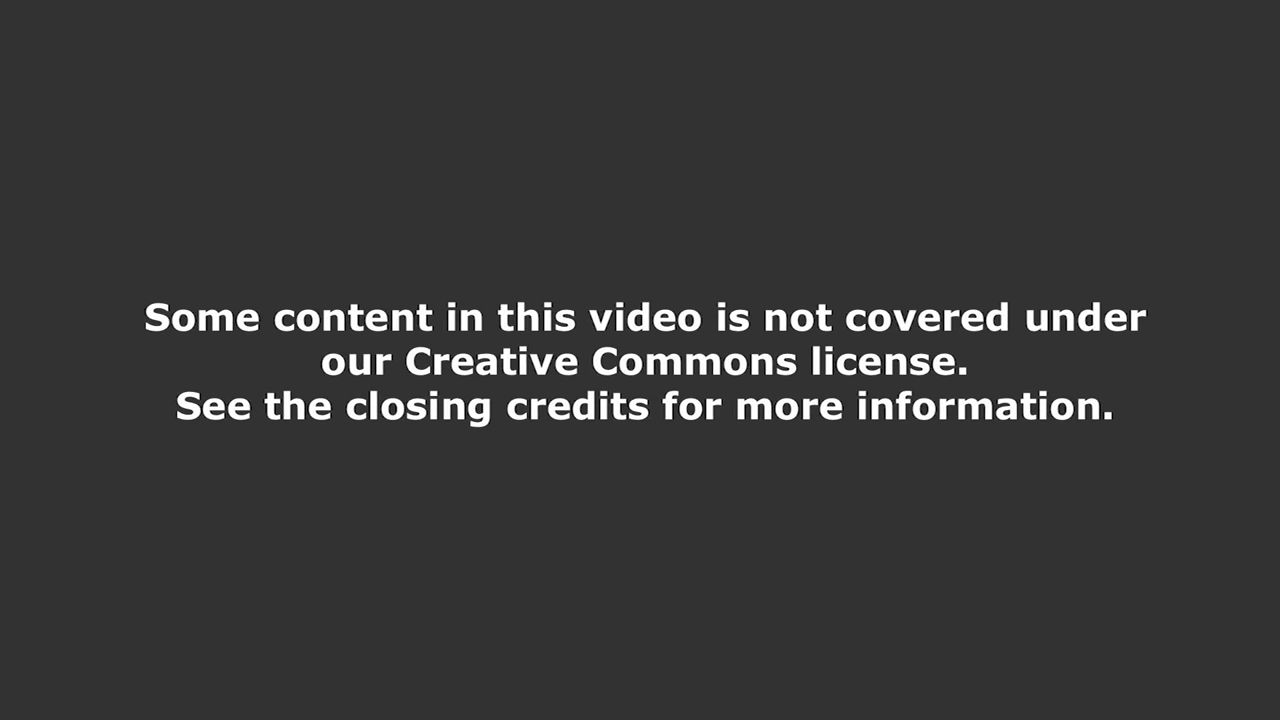 Some content in this video is not covered under
our Creative Commons license.
See the closing credits for more information.